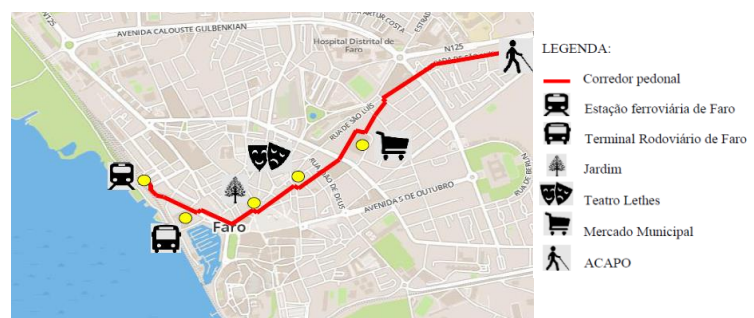 N125
AVENIDA CALOUSTE GULBENKIAN
Hospital Distrital de
Faro
N125
RUA DE SÃO LUIS
RUA
DE DEUS
AVENIDA 5 DE OUTUBRO
Faro
LEGENDA:
Corredor pedonal
Estação ferroviária de Faro
Terminal Rodoviário de Faro
Jardim
Teatro Lethes
Mercado Municipal
ACAPO